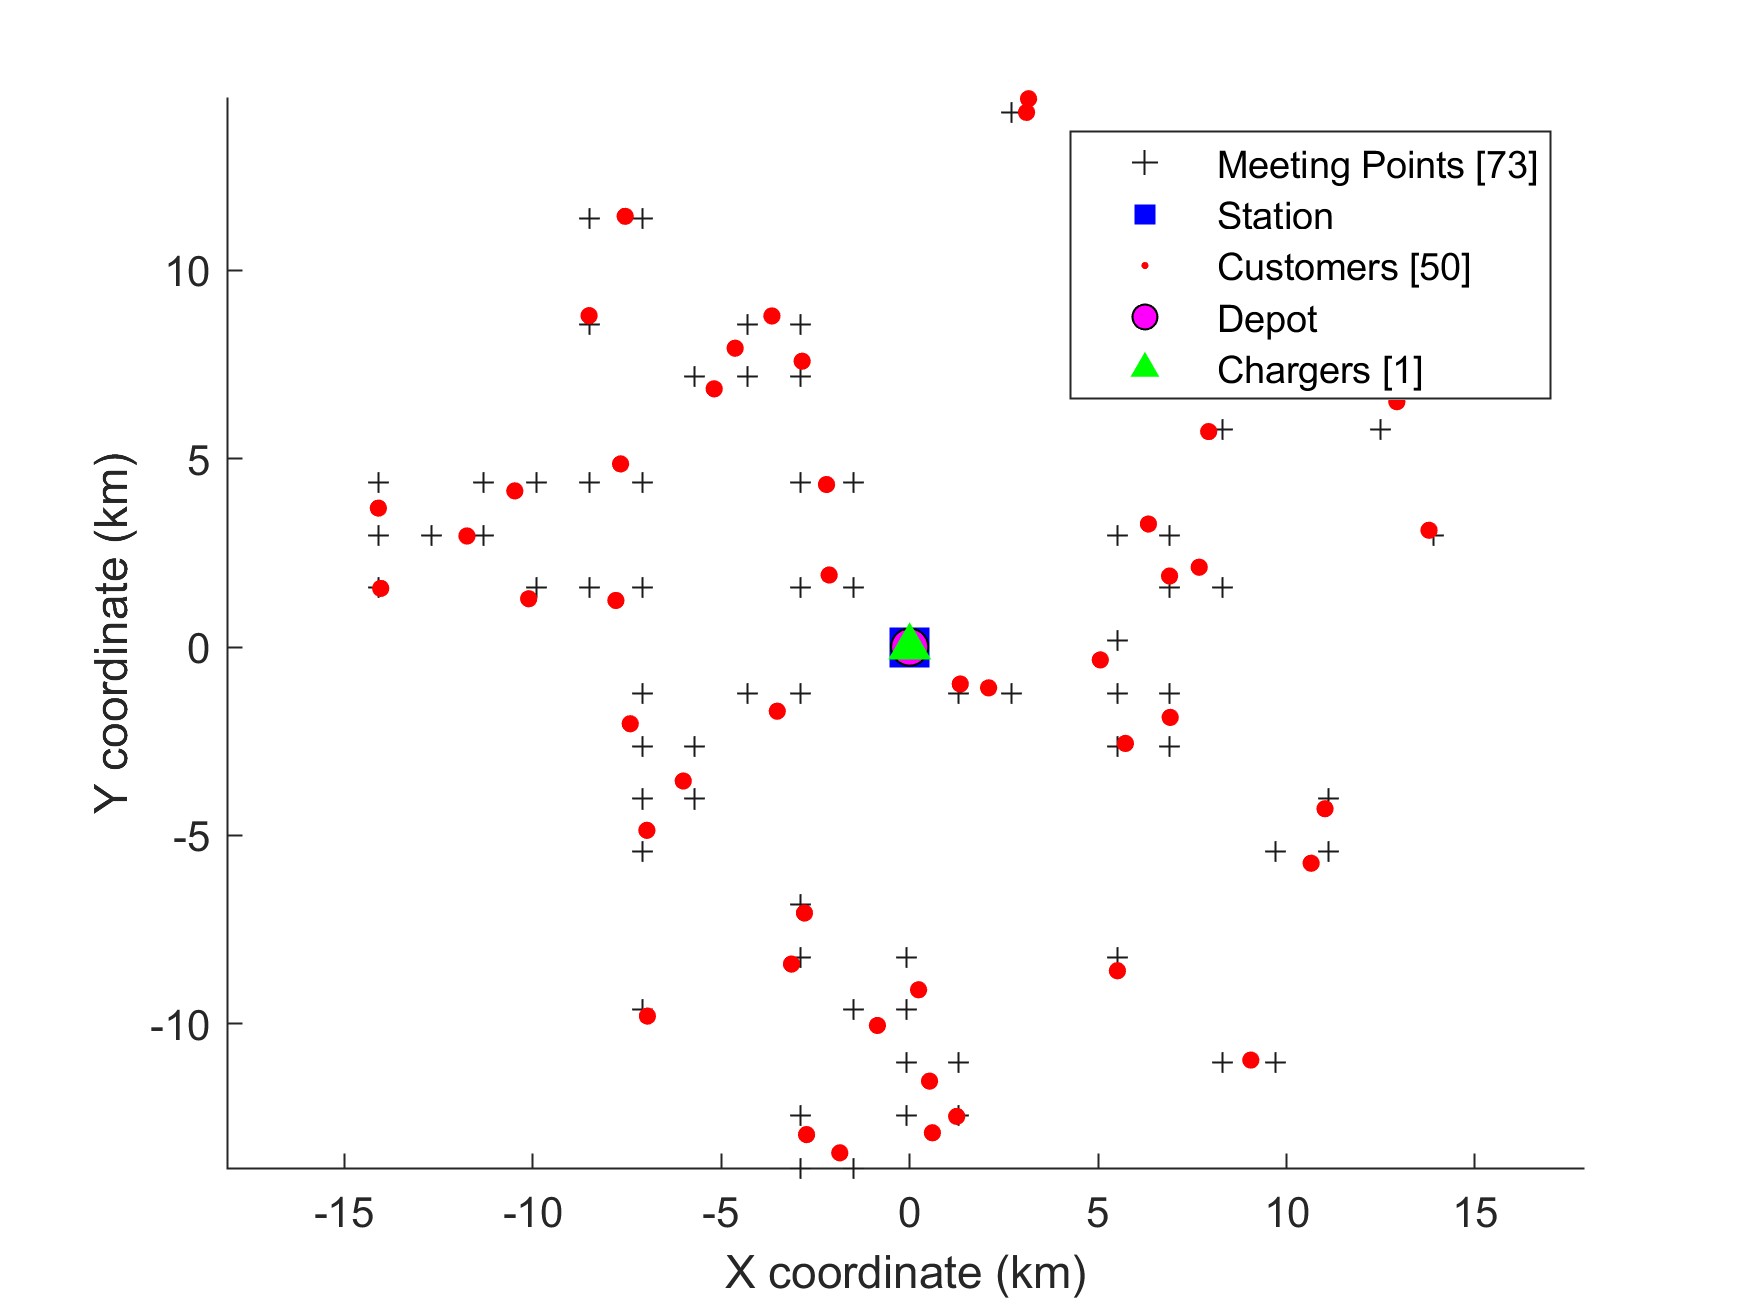 Meeting Points [73]
Station
Customers [50]
Depot
Chargers [1]
10
5
0
-5
-10
Y coordinate (km)
-15 -10 -5 0 5 10 15
X coordinate (km)